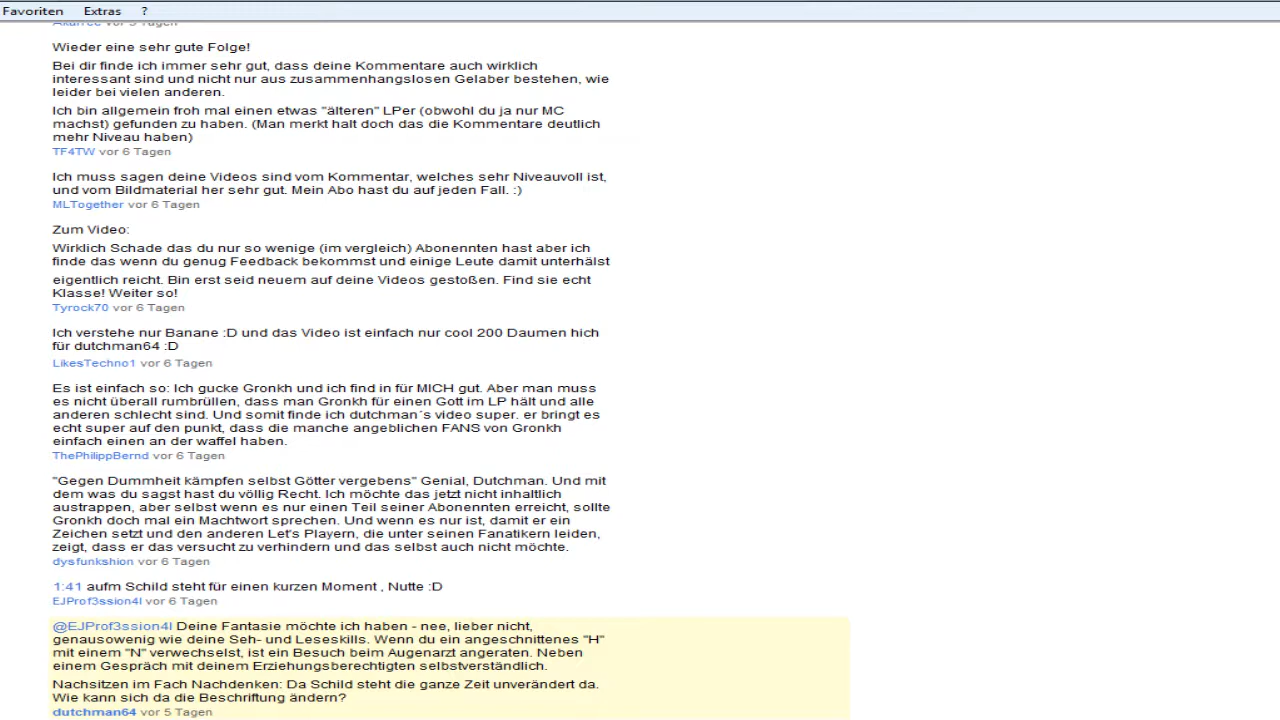 Favoriten Extras ?
Akarree vor 5 Tagen
Wieder eine sehr gute Folge!
Bei dir finde ich immer sehr gut, dass deine Kommentare auch wirklich
interessant sind und nicht nur aus zusammenhangslosen Gelaber bestehen, wie
leider bei vielen anderen.
Ich bin allgemein froh mal einen etwas "älteren" LPer (obwohl du ja nur MC
machst) gefunden zu haben. (Man merkt halt doch das die Kommentare deutlich
mehr Niveau haben)
TF4TW vor 6 Tagen
Ich muss sagen deine Videos sind vom Kommentar, welches sehr Niveauvoll ist,
und vom Bildmaterial her sehr gut. Mein Abo hast du auf jeden Fall. :)
MLTogether vor 6 Tagen
Zum Video:
Wirklich Schade das du nur so wenige (im vergleich) Abonennten hast aber ich
finde das wenn du genug Feedback bekommst und einige Leute damit unterhälst
eigentlich reicht. Bin erst seid neuem auf deine Videos gestoßen. Find sie echt
Klasse! Weiter so!
Tyrock70 vor 6 Tagen
Ich verstehe nur Banane :D und das Video ist einfach nur cool 200 Daumen hich
für dutchman64 :D
LikesTechno1 vor 6 Tagen
Es ist einfach so: Ich gucke Gronkh und ich find in für MICH gut. Aber man muss
es nicht überall rumbrüllen, dass man Gronkh für einen Gott im LP hält und alle
anderen schlecht sind. Und somit finde ich dutchman´s video super. er bringt es
echt super auf den punkt, dass die manche angeblichen FANS von Gronkh
einfach einen an der waffel haben.
ThePhilippBernd vor 6 Tagen
"Gegen Dummheit kämpfen selbst Götter vergebens" Genial, Dutchman. Und mit
dem was du sagst hast du völlig Recht. Ich möchte das jetzt nicht inhaltlich
austrappen, aber selbst wenn es nur einen Teil seiner Abonennten erreicht, sollte
Gronkh doch mal ein Machtwort sprechen. Und wenn es nur ist, damit er ein
Zeichen setzt und den anderen Let's Playern, die unter seinen Fanatikern leiden,
zeigt, dass er das versucht zu verhindern und das selbst auch nicht möchte.
dysfunkshion vor 6 Tagen
1:41 aufm Schild steht für einen kurzen Moment , Nutte :D
EJProf3ssion4l vor 6 Tagen
@EJProf3ssion4l Deine Fantasie möchte ich haben - nee, lieber nicht,
genausowenig wie deine Seh- und Leseskills. Wenn du ein angeschnittenes "H"
mit einem "N" verwechselst, ist ein Besuch beim Augenarzt angeraten. Neben
einem Gespräch mit deinem Erziehungsberechtigten selbstverständlich.
Nachsitzen im Fach Nachdenken: Da Schild steht die ganze Zeit unverändert da.
Wie kann sich da die Beschriftung ändern?
dutchman64 vor 5 Tagen